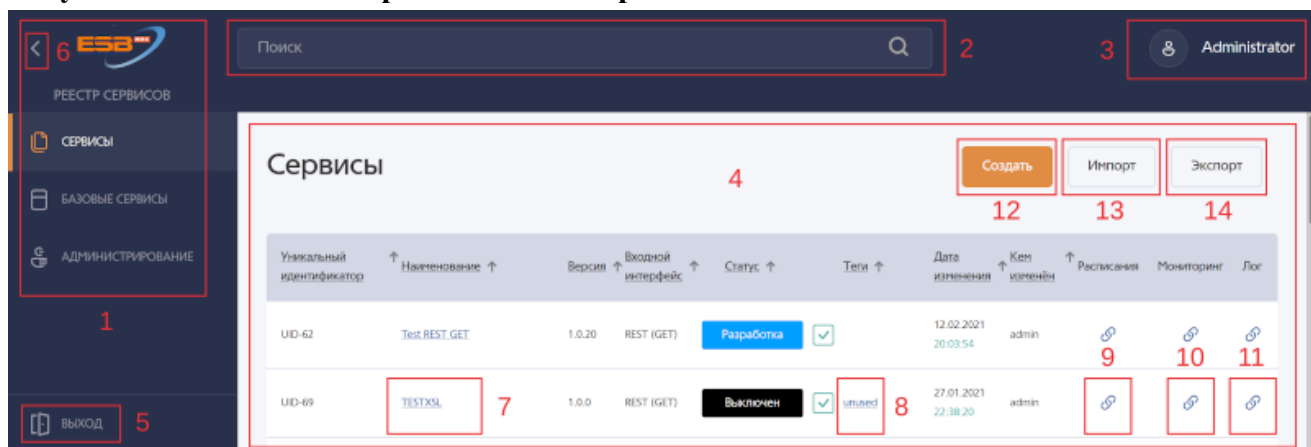 6 ESB
Поиск
2
3 Administrator
РЕЕСТР СЕРВИСОВ
СЕРВИСЫ
БАЗОВЫЕ СЕРВИСЫ
АДМИНИСТРИРОВАНИЕ
1
ВЫХОД 5
Сервисы
4
Создать Импорт Экспорт
12 13 14
Уникальный идентификатор ↑ Наименование ↑ Версия ↑ Входной интерфейс ↑ Статус ↑ Теги ↑ Дата изменения ↑ Кем изменён ↑ Расписания Мониторинг Лог
UID-62 Test REST GET 1.0.20 REST (GET) Разработка 12.02.2021 20:03:54 admin
9 10 11
UID-69 TESTXSL 7 1.0.0 REST (GET) Выключен unused 8 27.01.2021 22:38:20 admin